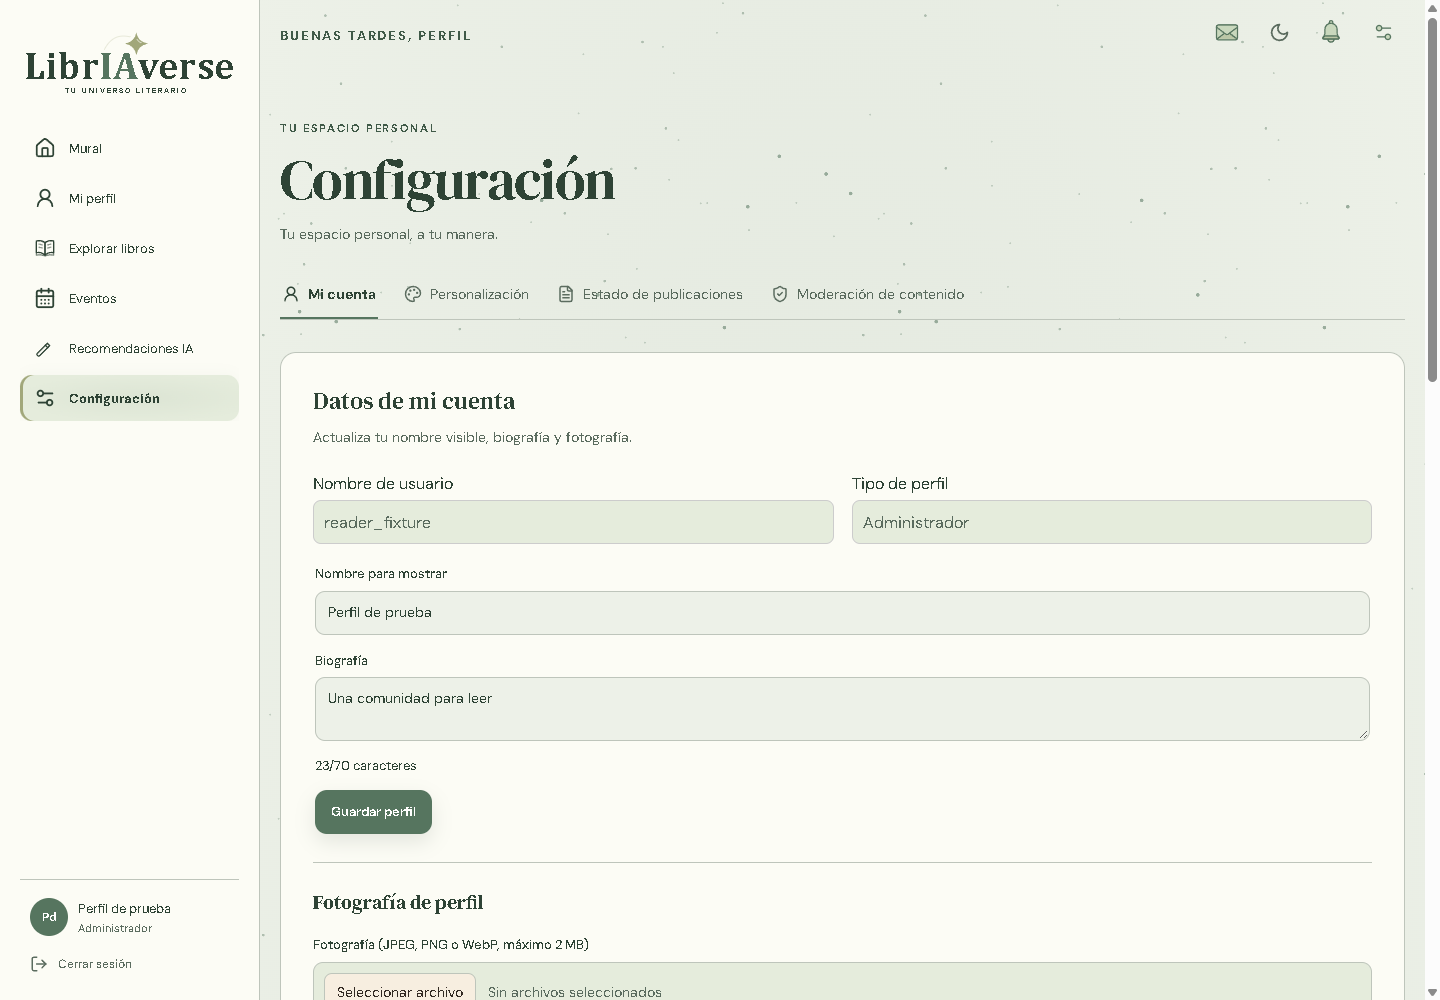 LibrIAverse
TU UNIVERSO LITERARIO
Mural
Mi perfil
Explorar libros
Eventos
Recomendaciones IA
Configuración
Pd
Perfil de prueba
Administrador
Cerrar sesión
BUENAS TARDES, PERFIL
TU ESPACIO PERSONAL
Configuración
Tu espacio personal, a tu manera.
Mi cuenta
Personalización
Estado de publicaciones
Moderación de contenido
Datos de mi cuenta
Actualiza tu nombre visible, biografía y fotografía.
Nombre de usuario
reader_fixture
Tipo de perfil
Administrador
Nombre para mostrar
Perfil de prueba
Biografía
Una comunidad para leer
23/70 caracteres
Guardar perfil
Fotografía de perfil
Fotografía (JPEG, PNG o WebP, máximo 2 MB)
Seleccionar archivo
Sin archivos seleccionados